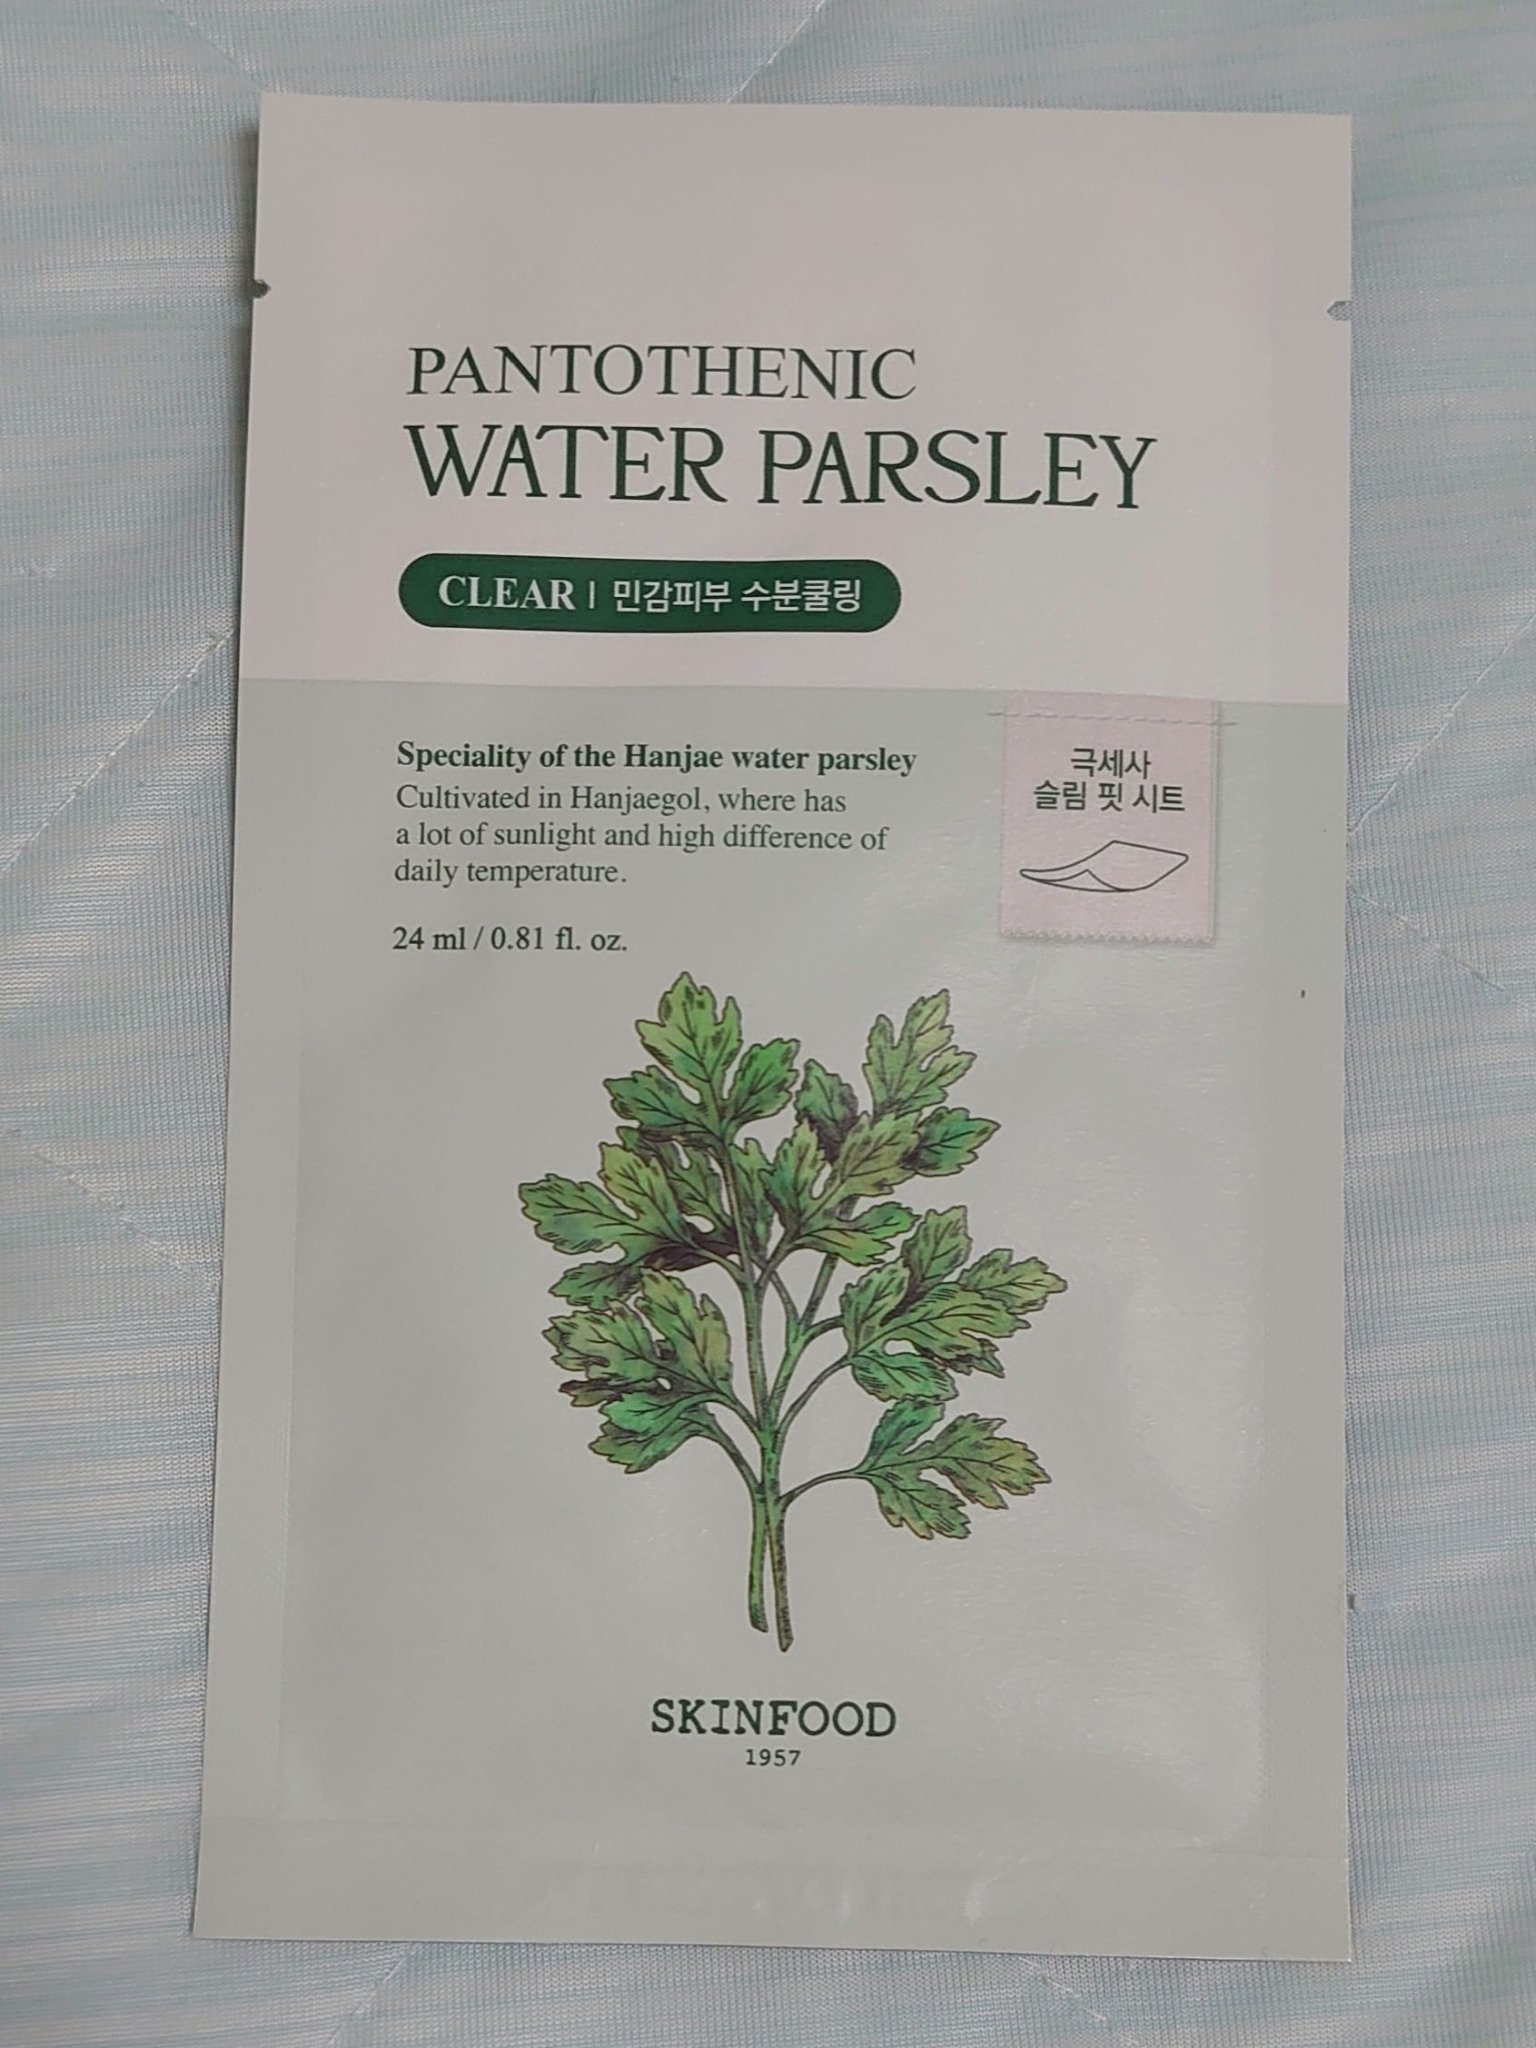 PANTOTHENIC
WATER PARSLEY
CLEAR | 민감피부 수분쿨링
Speciality of the Hanjae water parsley
Cultivated in Hanjaegol, where has
a lot of sunlight and high difference of
daily temperature.
24 ml / 0.81 fl. oz.
극세사
슬림 핏 시트
SKINFOOD
1957